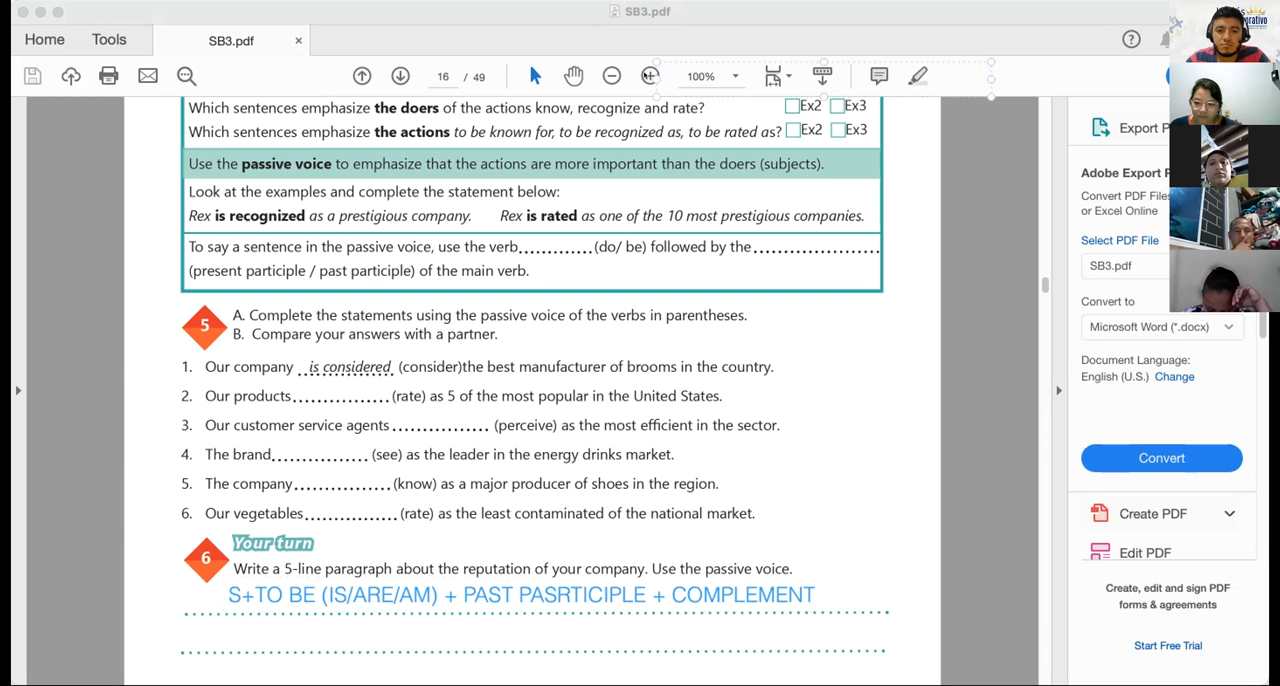 SB3.pdf
Home Tools SB3.pdf ×
16 / 49 100%
Which sentences emphasize the doers of the actions know, recognize and rate? Ex2 Ex3
Which sentences emphasize the actions to be known for, to be recognized as, to be rated as? Ex2 Ex3
Use the passive voice to emphasize that the actions are more important than the doers (subjects).
Look at the examples and complete the statement below:
Rex is recognized as a prestigious company. Rex is rated as one of the 10 most prestigious companies.
To say a sentence in the passive voice, use the verb.............(do/ be) followed by the......................
(present participle / past participle) of the main verb.
5
A. Complete the statements using the passive voice of the verbs in parentheses.
B. Compare your answers with a partner.
1. Our company ..is considered. (consider)the best manufacturer of brooms in the country.
2. Our products................(rate) as 5 of the most popular in the United States.
3. Our customer service agents ................ (perceive) as the most efficient in the sector.
4. The brand................ (see) as the leader in the energy drinks market.
5. The company................(know) as a major producer of shoes in the region.
6. Our vegetables................(rate) as the least contaminated of the national market.
6
Your turn
Write a 5-line paragraph about the reputation of your company. Use the passive voice.
S+TO BE (IS/ARE/AM) + PAST PASRTICIPLE + COMPLEMENT
Export P
Adobe Export P
Convert PDF Files
or Excel Online
Select PDF File
SB3.pdf
Convert to
Microsoft Word (*.docx)
Document Language:
English (U.S.) Change
Convert
Create PDF
Edit PDF
Create, edit and sign PDF
forms & agreements
Start Free Trial